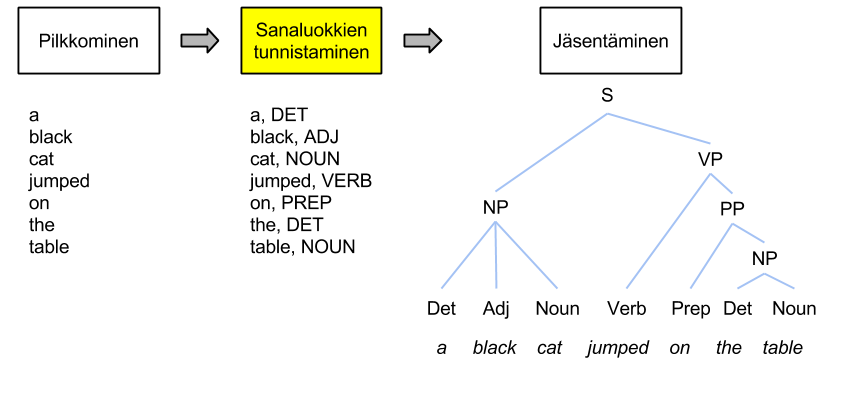 Pilkkominen
Sanaluokkien
tunnistaminen
Jäsentäminen
a
black
cat
jumped
on
the
table
a, DET
black, ADJ
cat, NOUN
jumped, VERB
on, PREP
the, DET
table, NOUN
S
VP
NP
PP
NP
Det Adj Noun Verb Prep Det Noun
a black cat jumped on the table